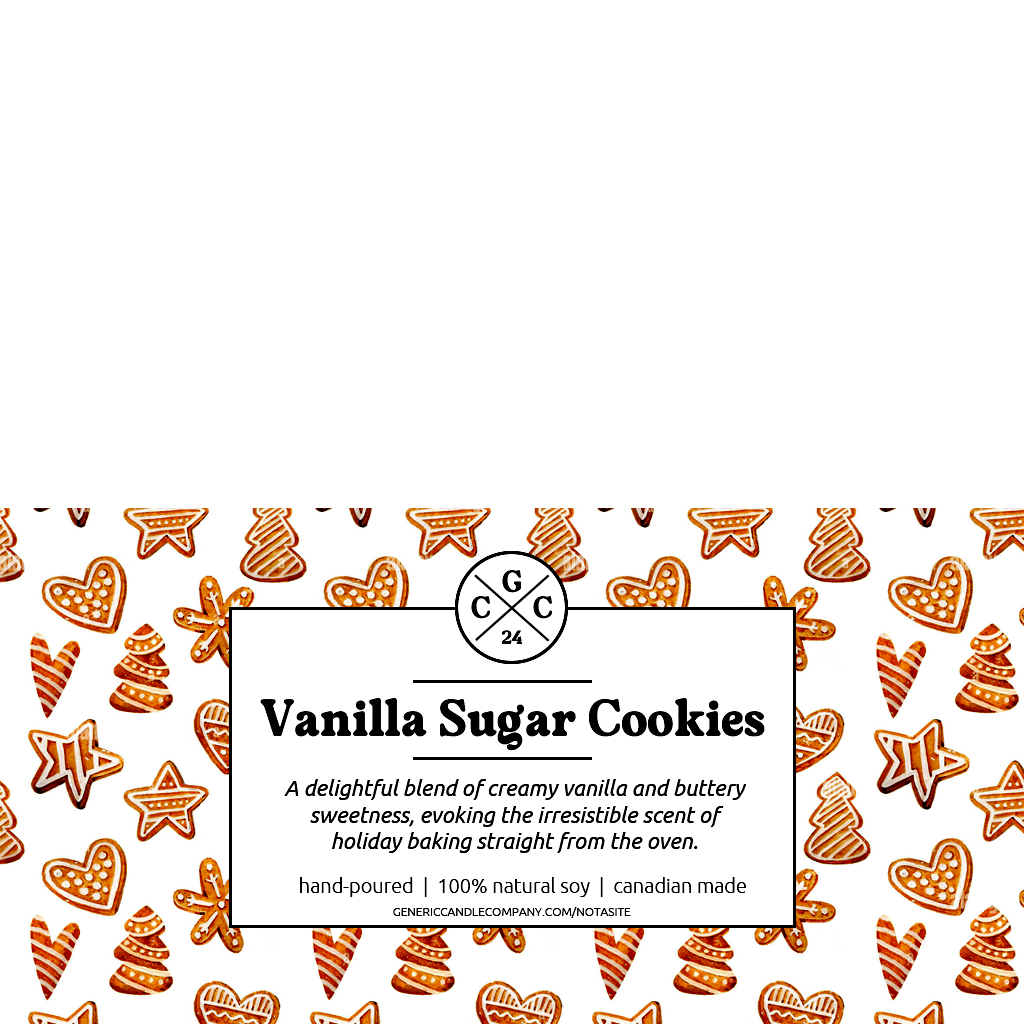 G
C C
24
Vanilla Sugar Cookies
A delightful blend of creamy vanilla and buttery
sweetness, evoking the irresistible scent of
holiday baking straight from the oven.
hand-poured | 100% natural soy | canadian made
GENERICCANDLECOMPANY.COM/NOTASITE